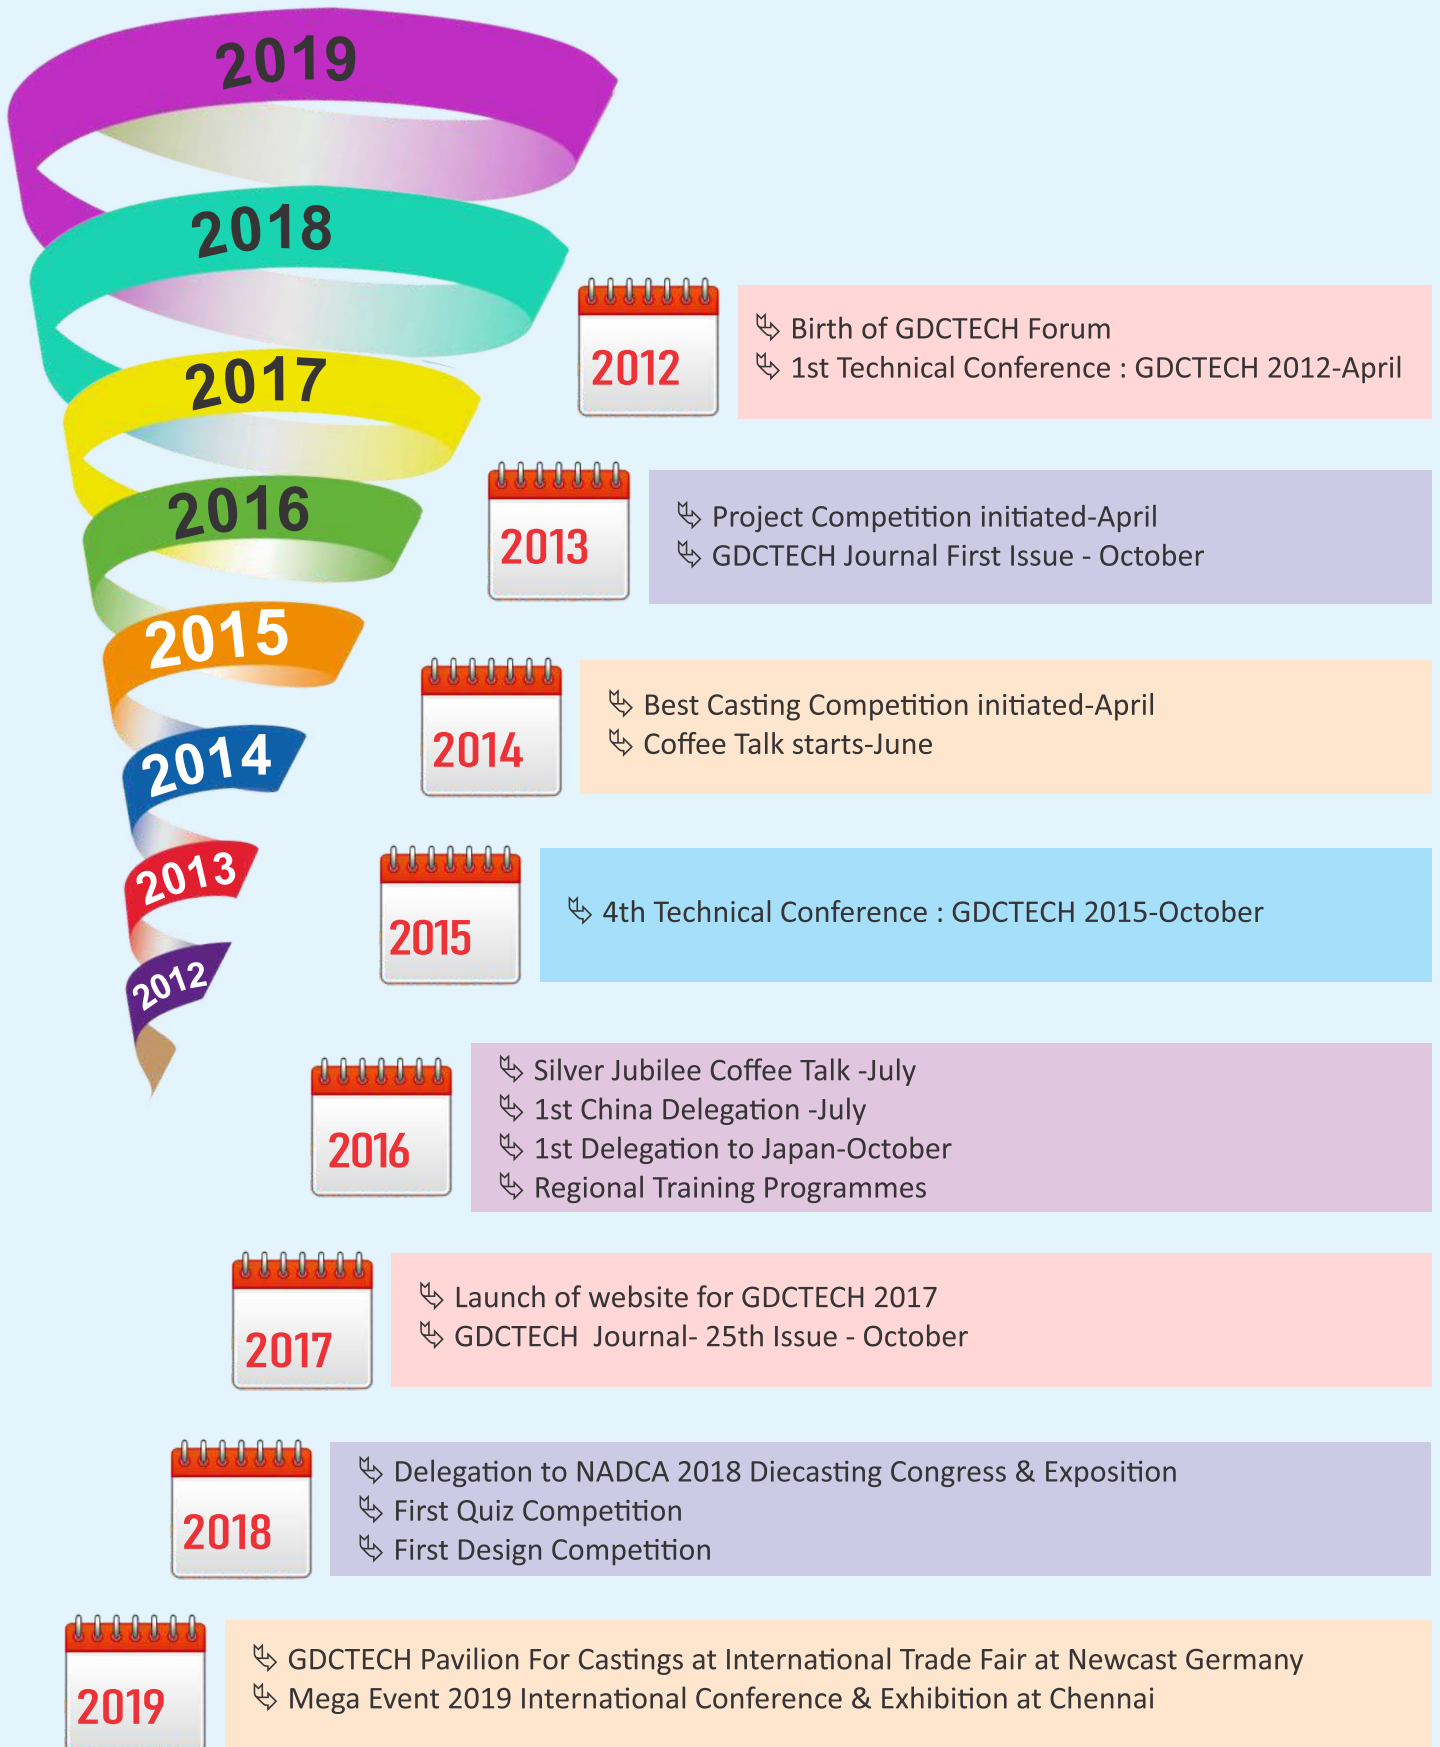 2019
2018
2017
2016
2015
2014
2013
2012
2012
Birth of GDCTECH Forum
1st Technical Conference : GDCTECH 2012-April
2013
Project Competition initiated-April
GDCTECH Journal First Issue - October
2014
Best Casting Competition initiated-April
Coffee Talk starts-June
2015
4th Technical Conference : GDCTECH 2015-October
2016
Silver Jubilee Coffee Talk -July
1st China Delegation -July
1st Delegation to Japan-October
Regional Training Programmes
2017
Launch of website for GDCTECH 2017
GDCTECH  Journal- 25th Issue - October
2018
Delegation to NADCA 2018 Diecasting Congress & Exposition
First Quiz Competition
First Design Competition
2019
GDCTECH Pavilion For Castings at International Trade Fair at Newcast Germany
Mega Event 2019 International Conference & Exhibition at Chennai